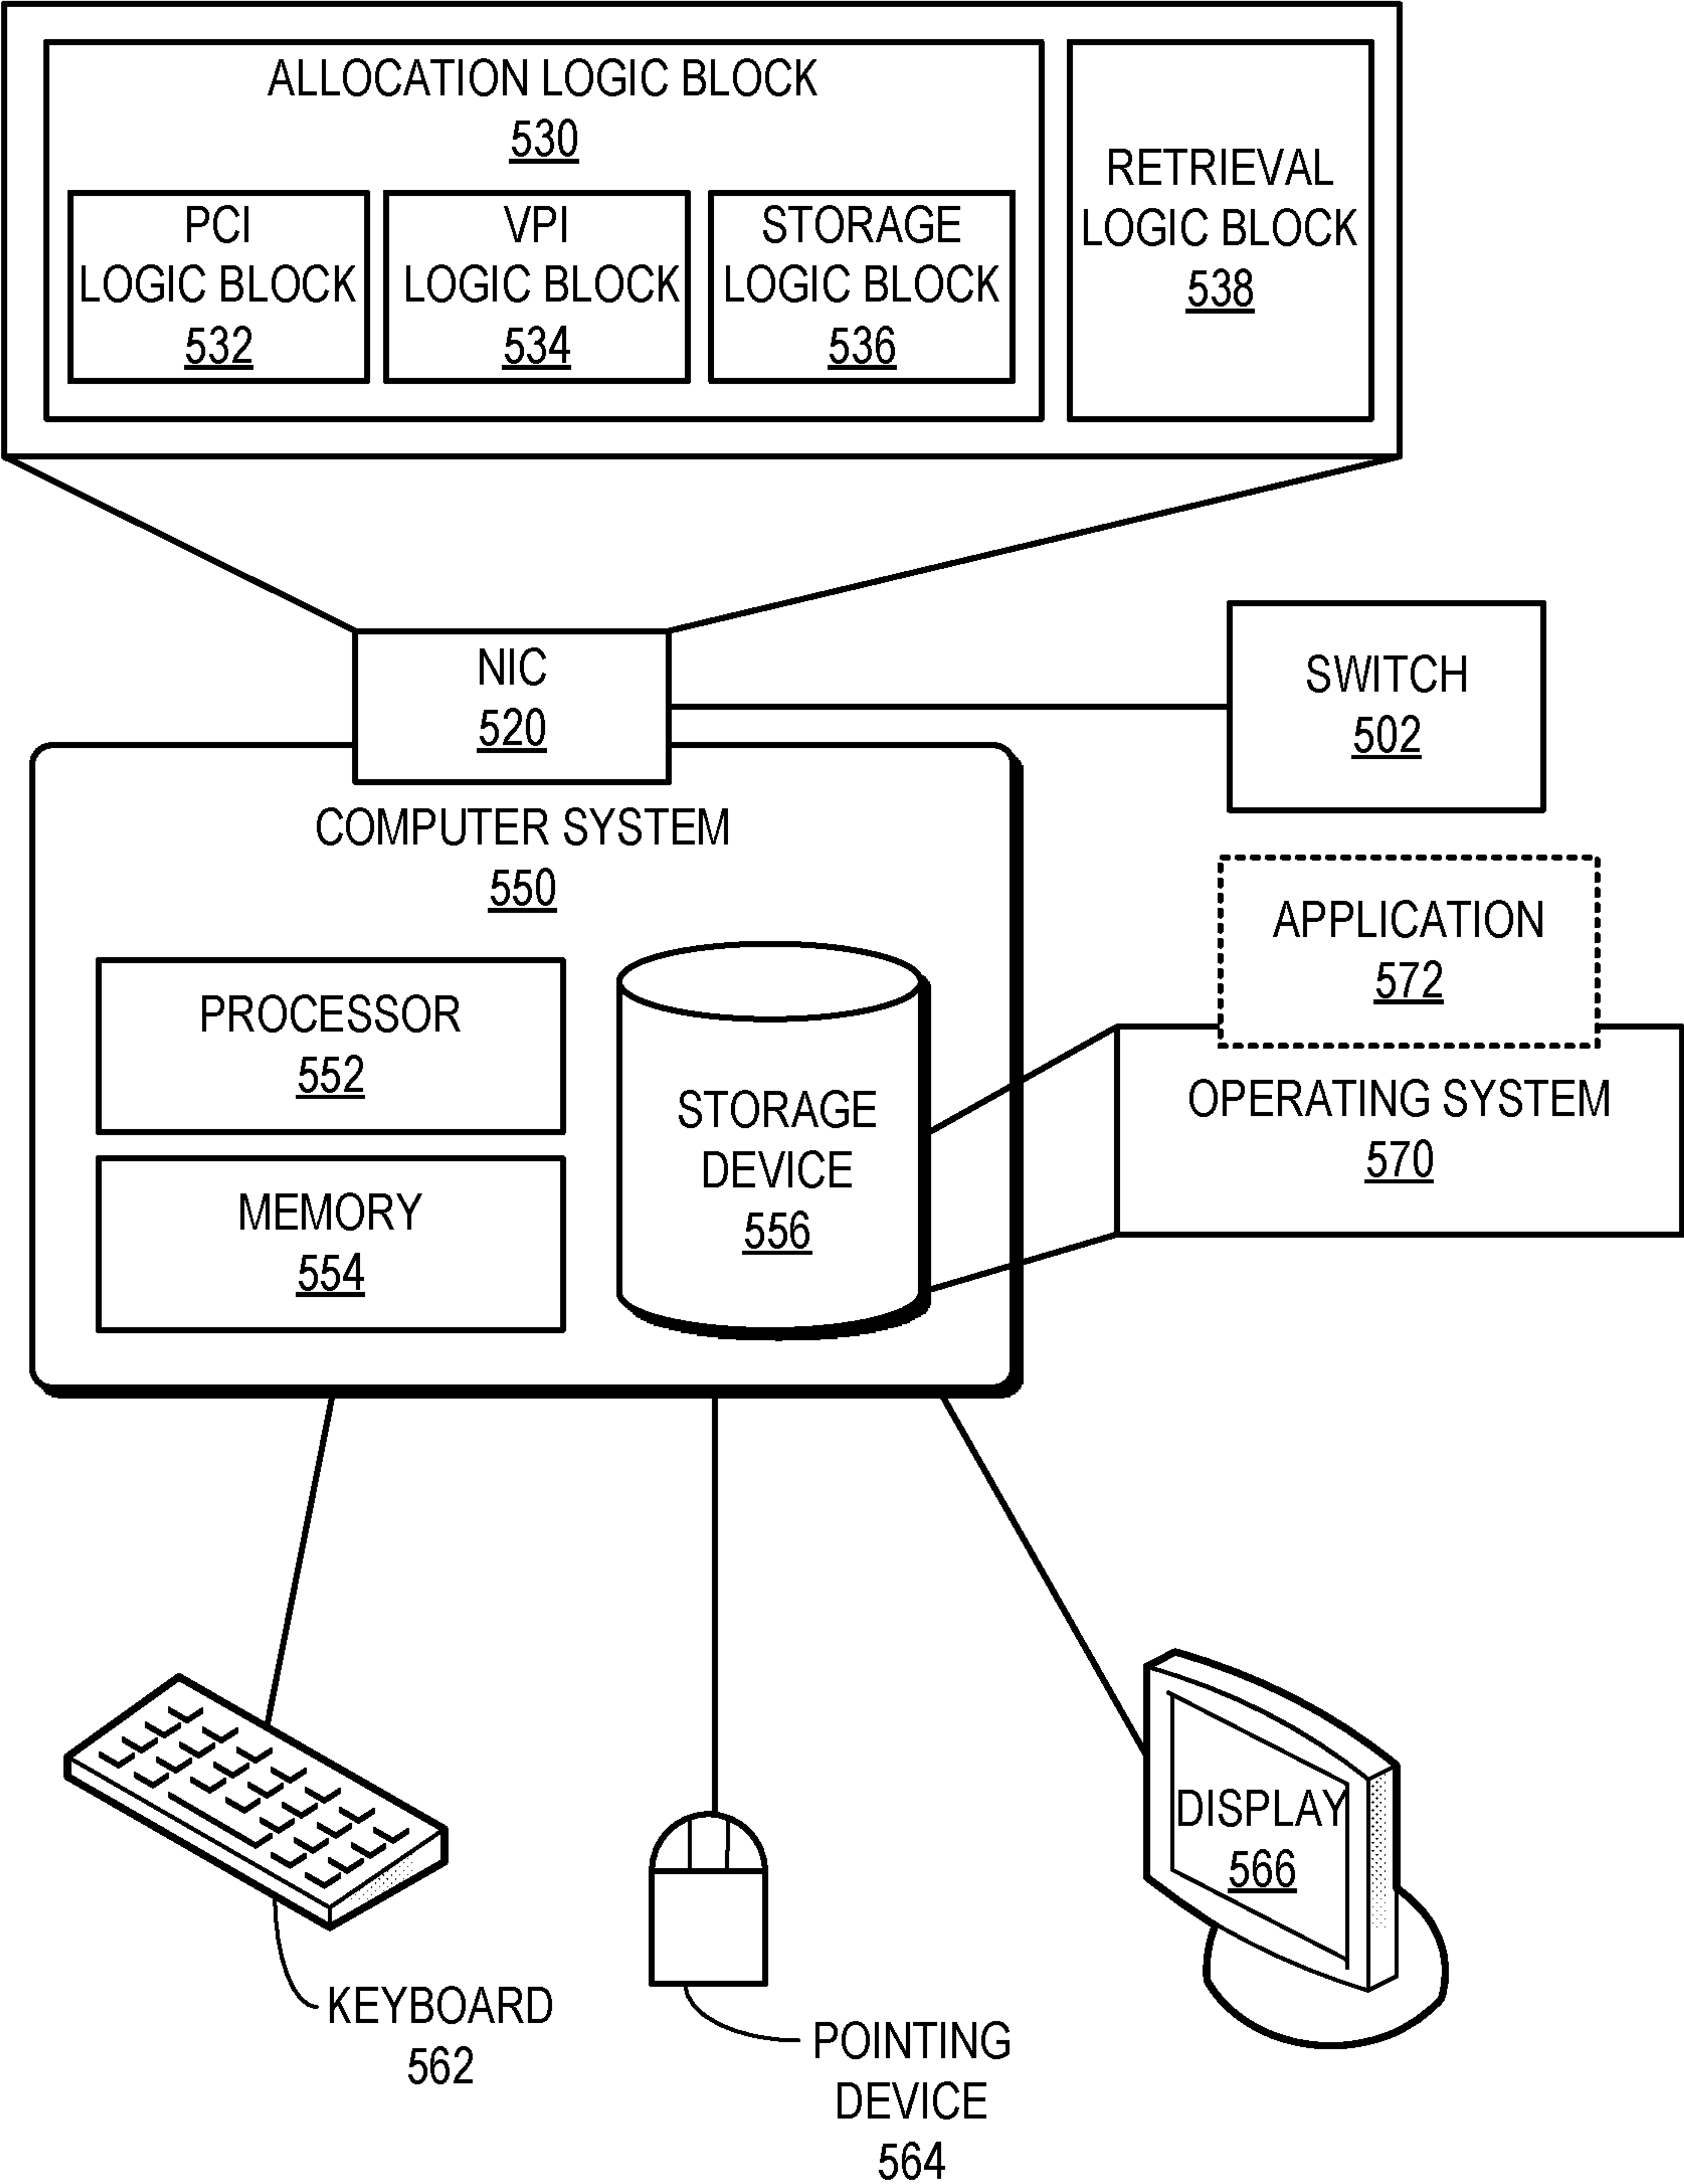 ALLOCATION LOGIC BLOCK
530
PCI
LOGIC BLOCK
532
VPI
LOGIC BLOCK
534
STORAGE
LOGIC BLOCK
536
RETRIEVAL
LOGIC BLOCK
538
NIC
520
SWITCH
502
COMPUTER SYSTEM
550
PROCESSOR
552
MEMORY
554
STORAGE
DEVICE
556
APPLICATION
572
OPERATING SYSTEM
570
KEYBOARD
562
POINTING
DEVICE
564
DISPLAY
566